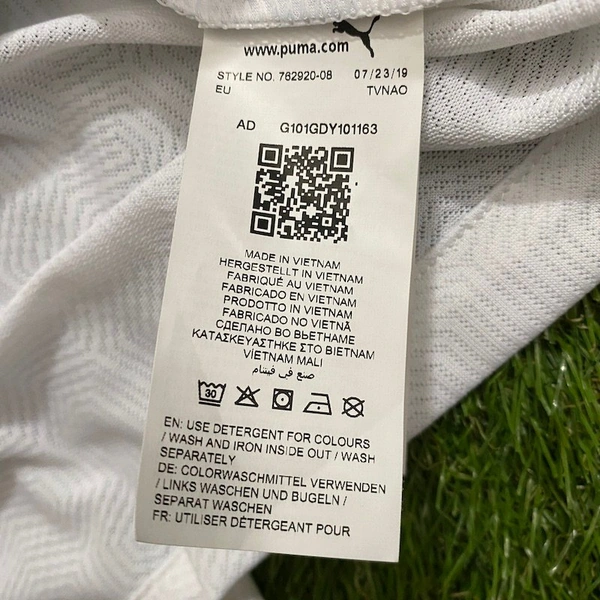 www.puma.com
STYLE NO. 762920-08 07/23/19
EU TVNAO
AD G101GDY101163
MADE IN VIETNAM
HERGESTELLT IN VIETNAM
FABRIQUÉ AU VIETNAM
FABRICADO EN VIETNAM
PRODOTTO IN VIETNAM
FABRICADO NO VIETNÃ
СДЕЛАНО ВО ВЬЕТНАМЕ
ΚΑΤΑΣΚΕΥΑΣΤΗΚΕ ΣΤΟ ΒΙΕΤΝΑΜ
VİETNAM MALI
صنع في فيتنام
30
EN: USE DETERGENT FOR COLOURS
/ WASH AND IRON INSIDE OUT / WASH
SEPARATELY
DE: COLORWASCHMITTEL VERWENDEN
/ LINKS WASCHEN UND BUGELN /
SEPARAT WASCHEN
FR: UTILISER DÉTERGEANT POUR